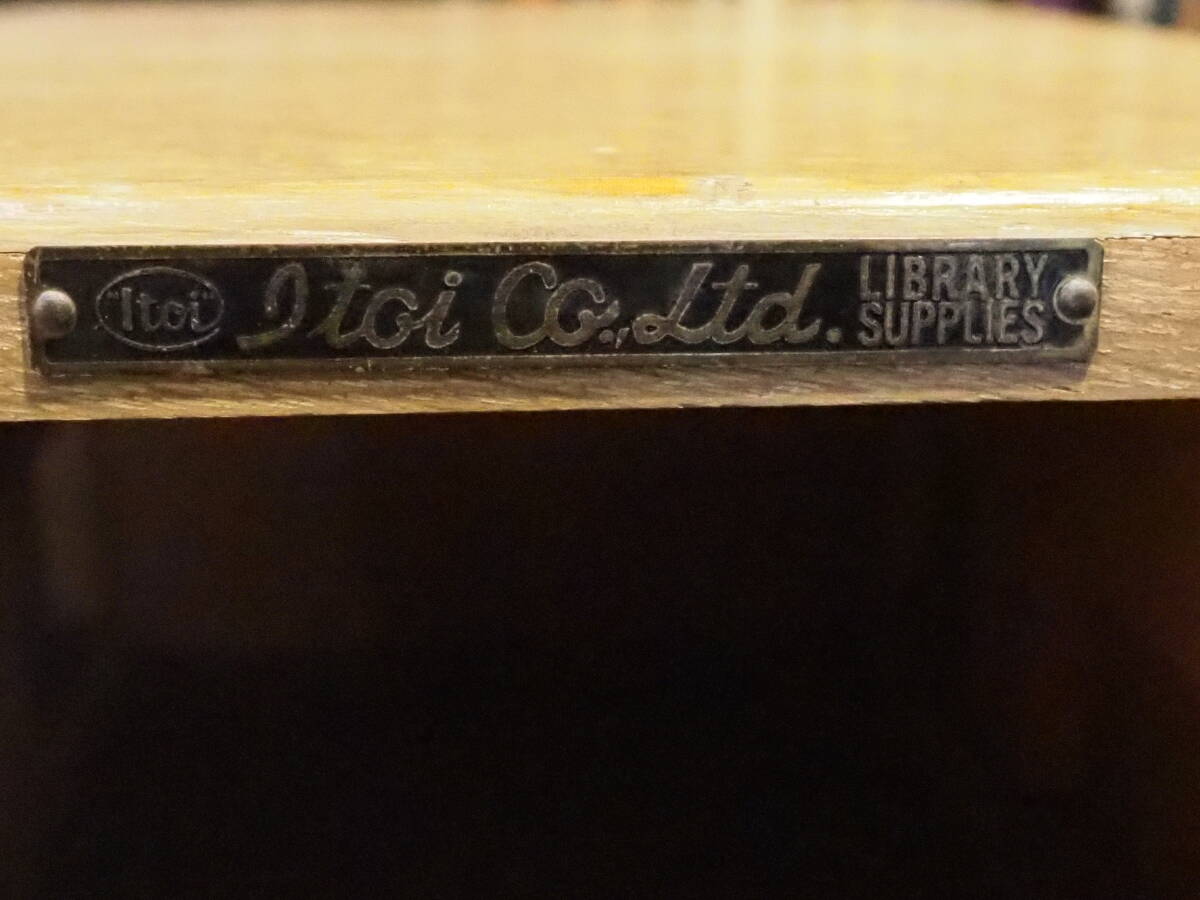 "Itoi"
Itoi Co., Ltd.
LIBRARY
SUPPLIES